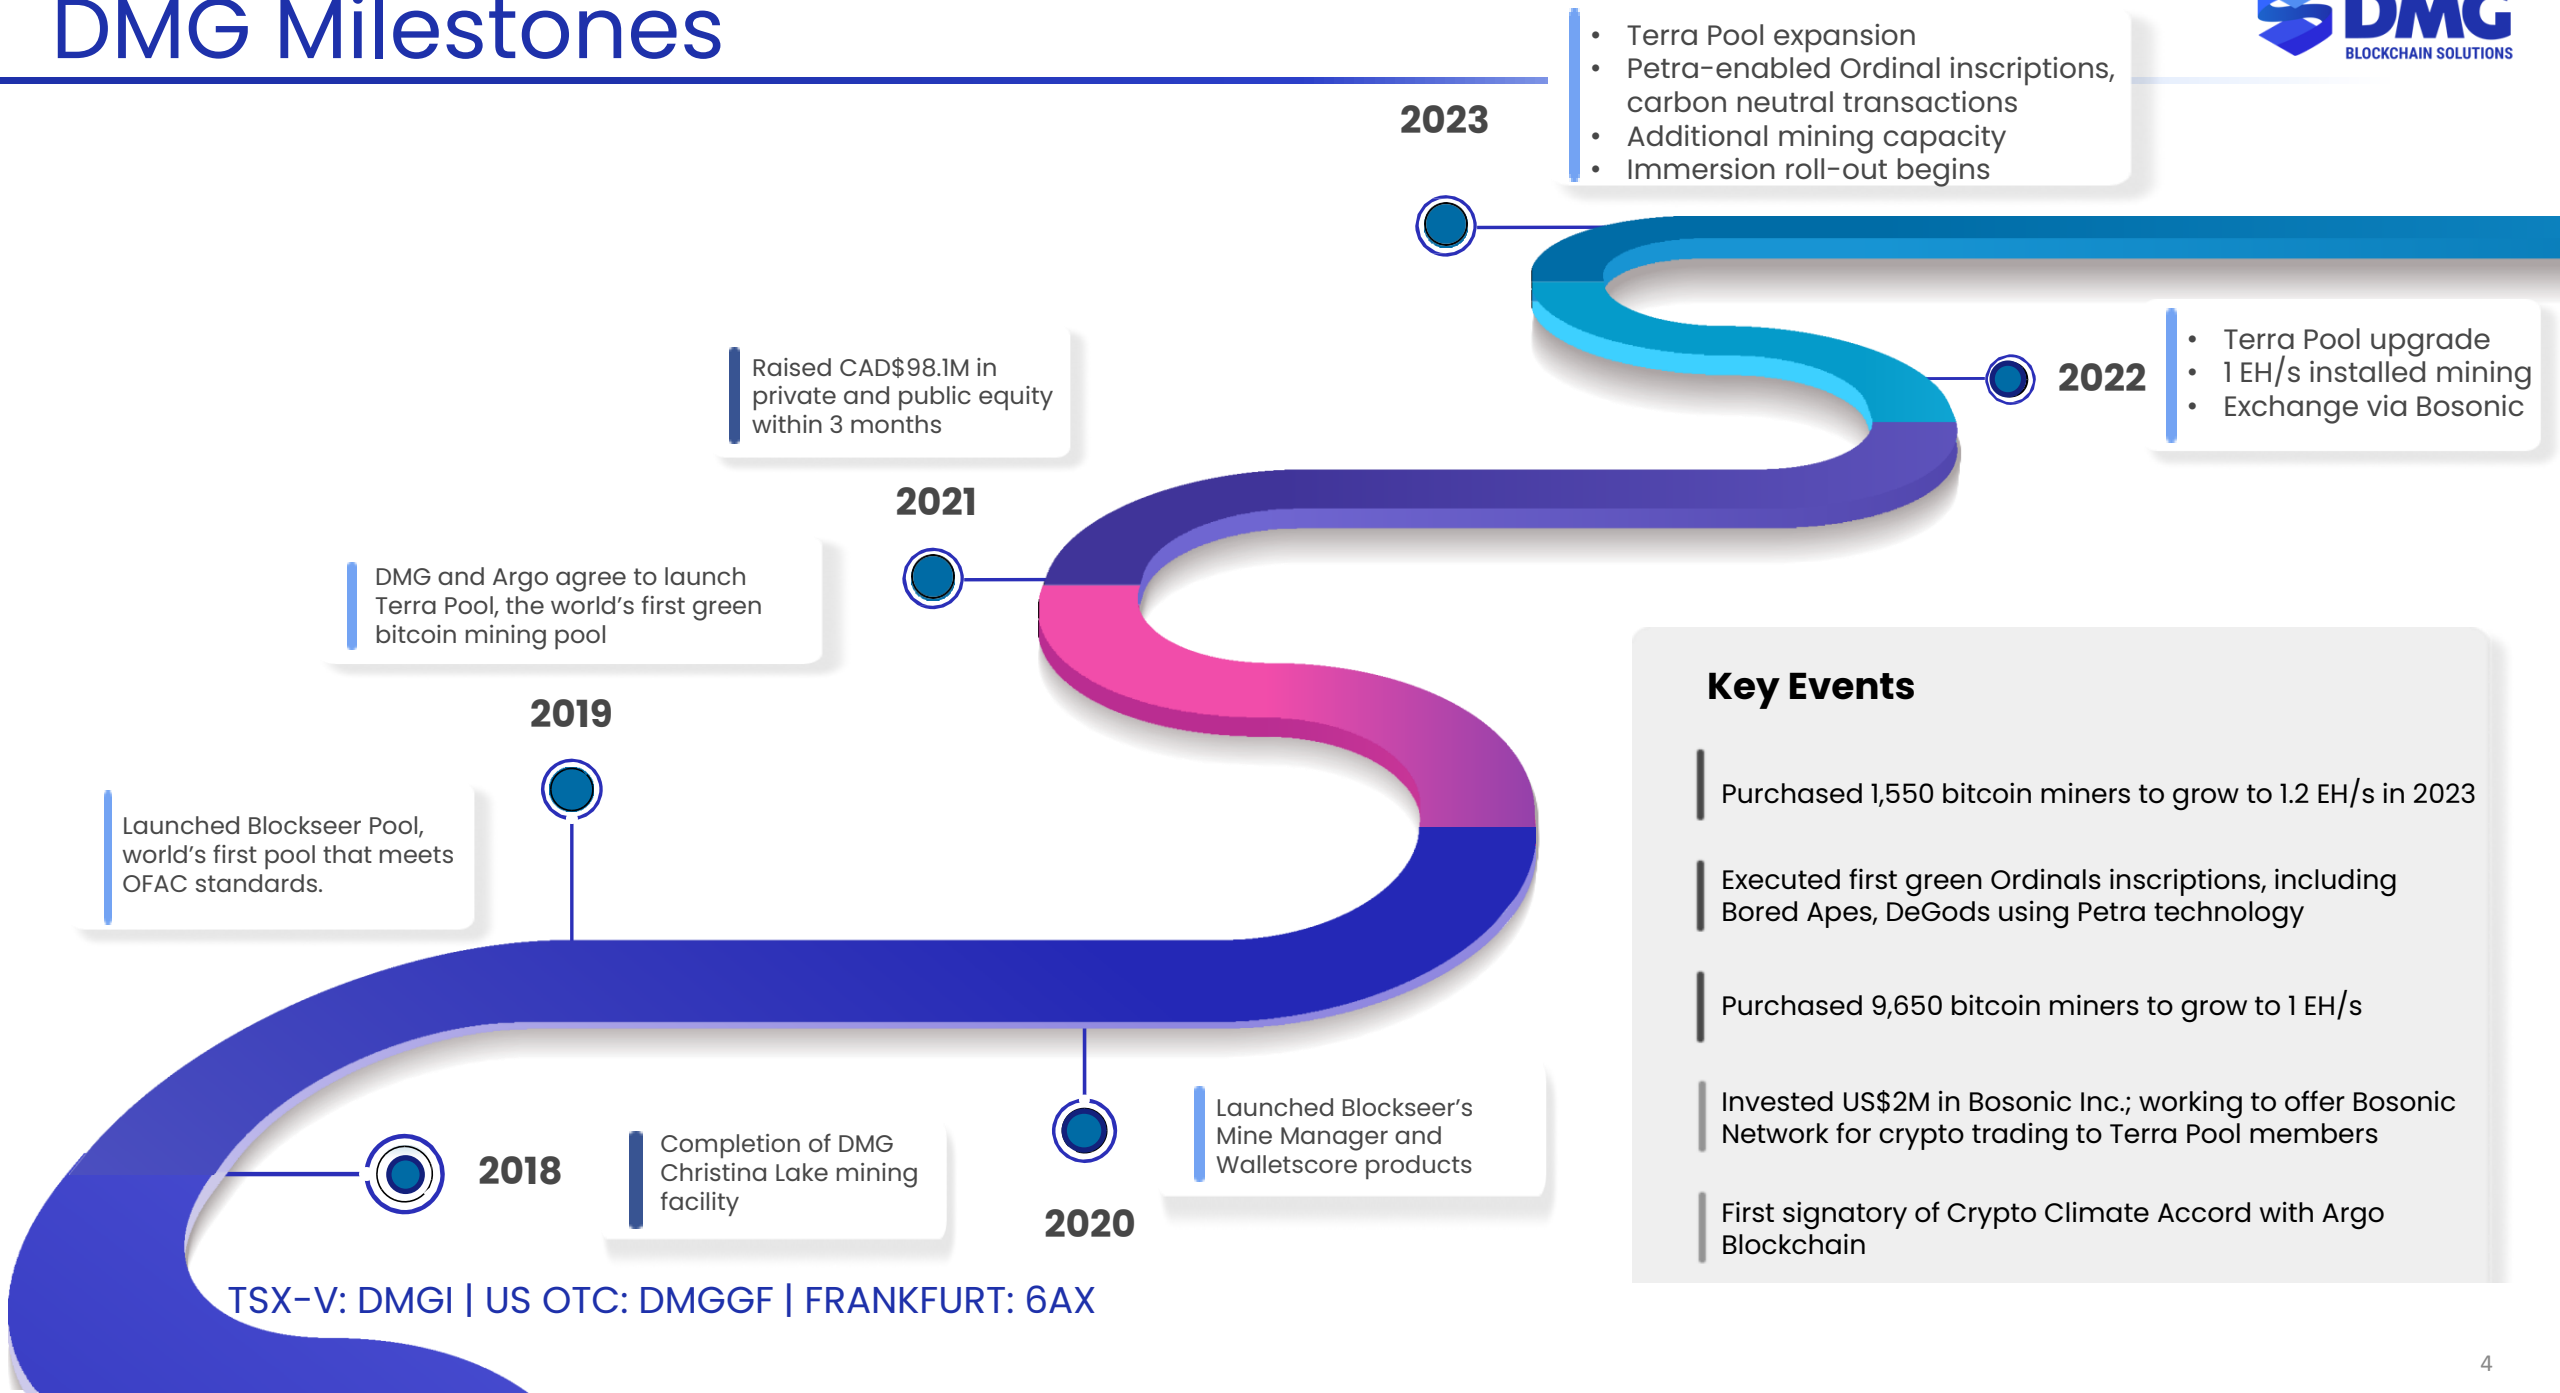 DMG Milestones
DMG
BLOCKCHAIN SOLUTIONS
• Terra Pool expansion
• Petra-enabled Ordinal inscriptions,
carbon neutral transactions
• Additional mining capacity
• Immersion roll-out begins
2023
2022
• Terra Pool upgrade
• 1 EH/s installed mining
• Exchange via Bosonic
Raised CAD$98.1M in
private and public equity
within 3 months
2021
DMG and Argo agree to launch
Terra Pool, the world's first green
bitcoin mining pool
2019
Launched Blockseer Pool,
world's first pool that meets
OFAC standards.
2018
Completion of DMG
Christina Lake mining
facility
2020
Launched Blockseer's
Mine Manager and
Walletscore products
Key Events
Purchased 1,550 bitcoin miners to grow to 1.2 EH/s in 2023
Executed first green Ordinals inscriptions, including
Bored Apes, DeGods using Petra technology
Purchased 9,650 bitcoin miners to grow to 1 EH/s
Invested US$2M in Bosonic Inc.; working to offer Bosonic
Network for crypto trading to Terra Pool members
First signatory of Crypto Climate Accord with Argo
Blockchain
TSX-V: DMGI | US OTC: DMGGF | FRANKFURT: 6AX
4